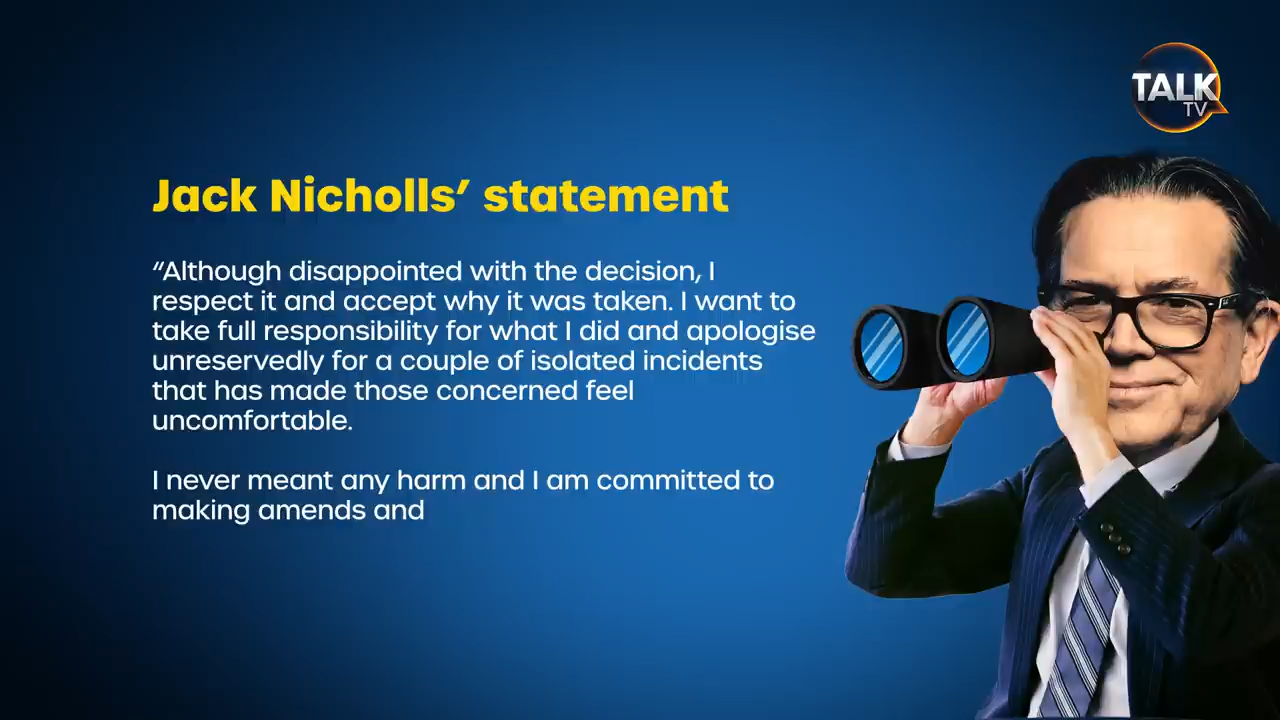 TALK
TV
Jack Nicholls’ statement
“Although disappointed with the decision, I
respect it and accept why it was taken. I want to
take full responsibility for what I did and apologise
unreservedly for a couple of isolated incidents
that has made those concerned feel
uncomfortable.
I never meant any harm and I am committed to
making amends and